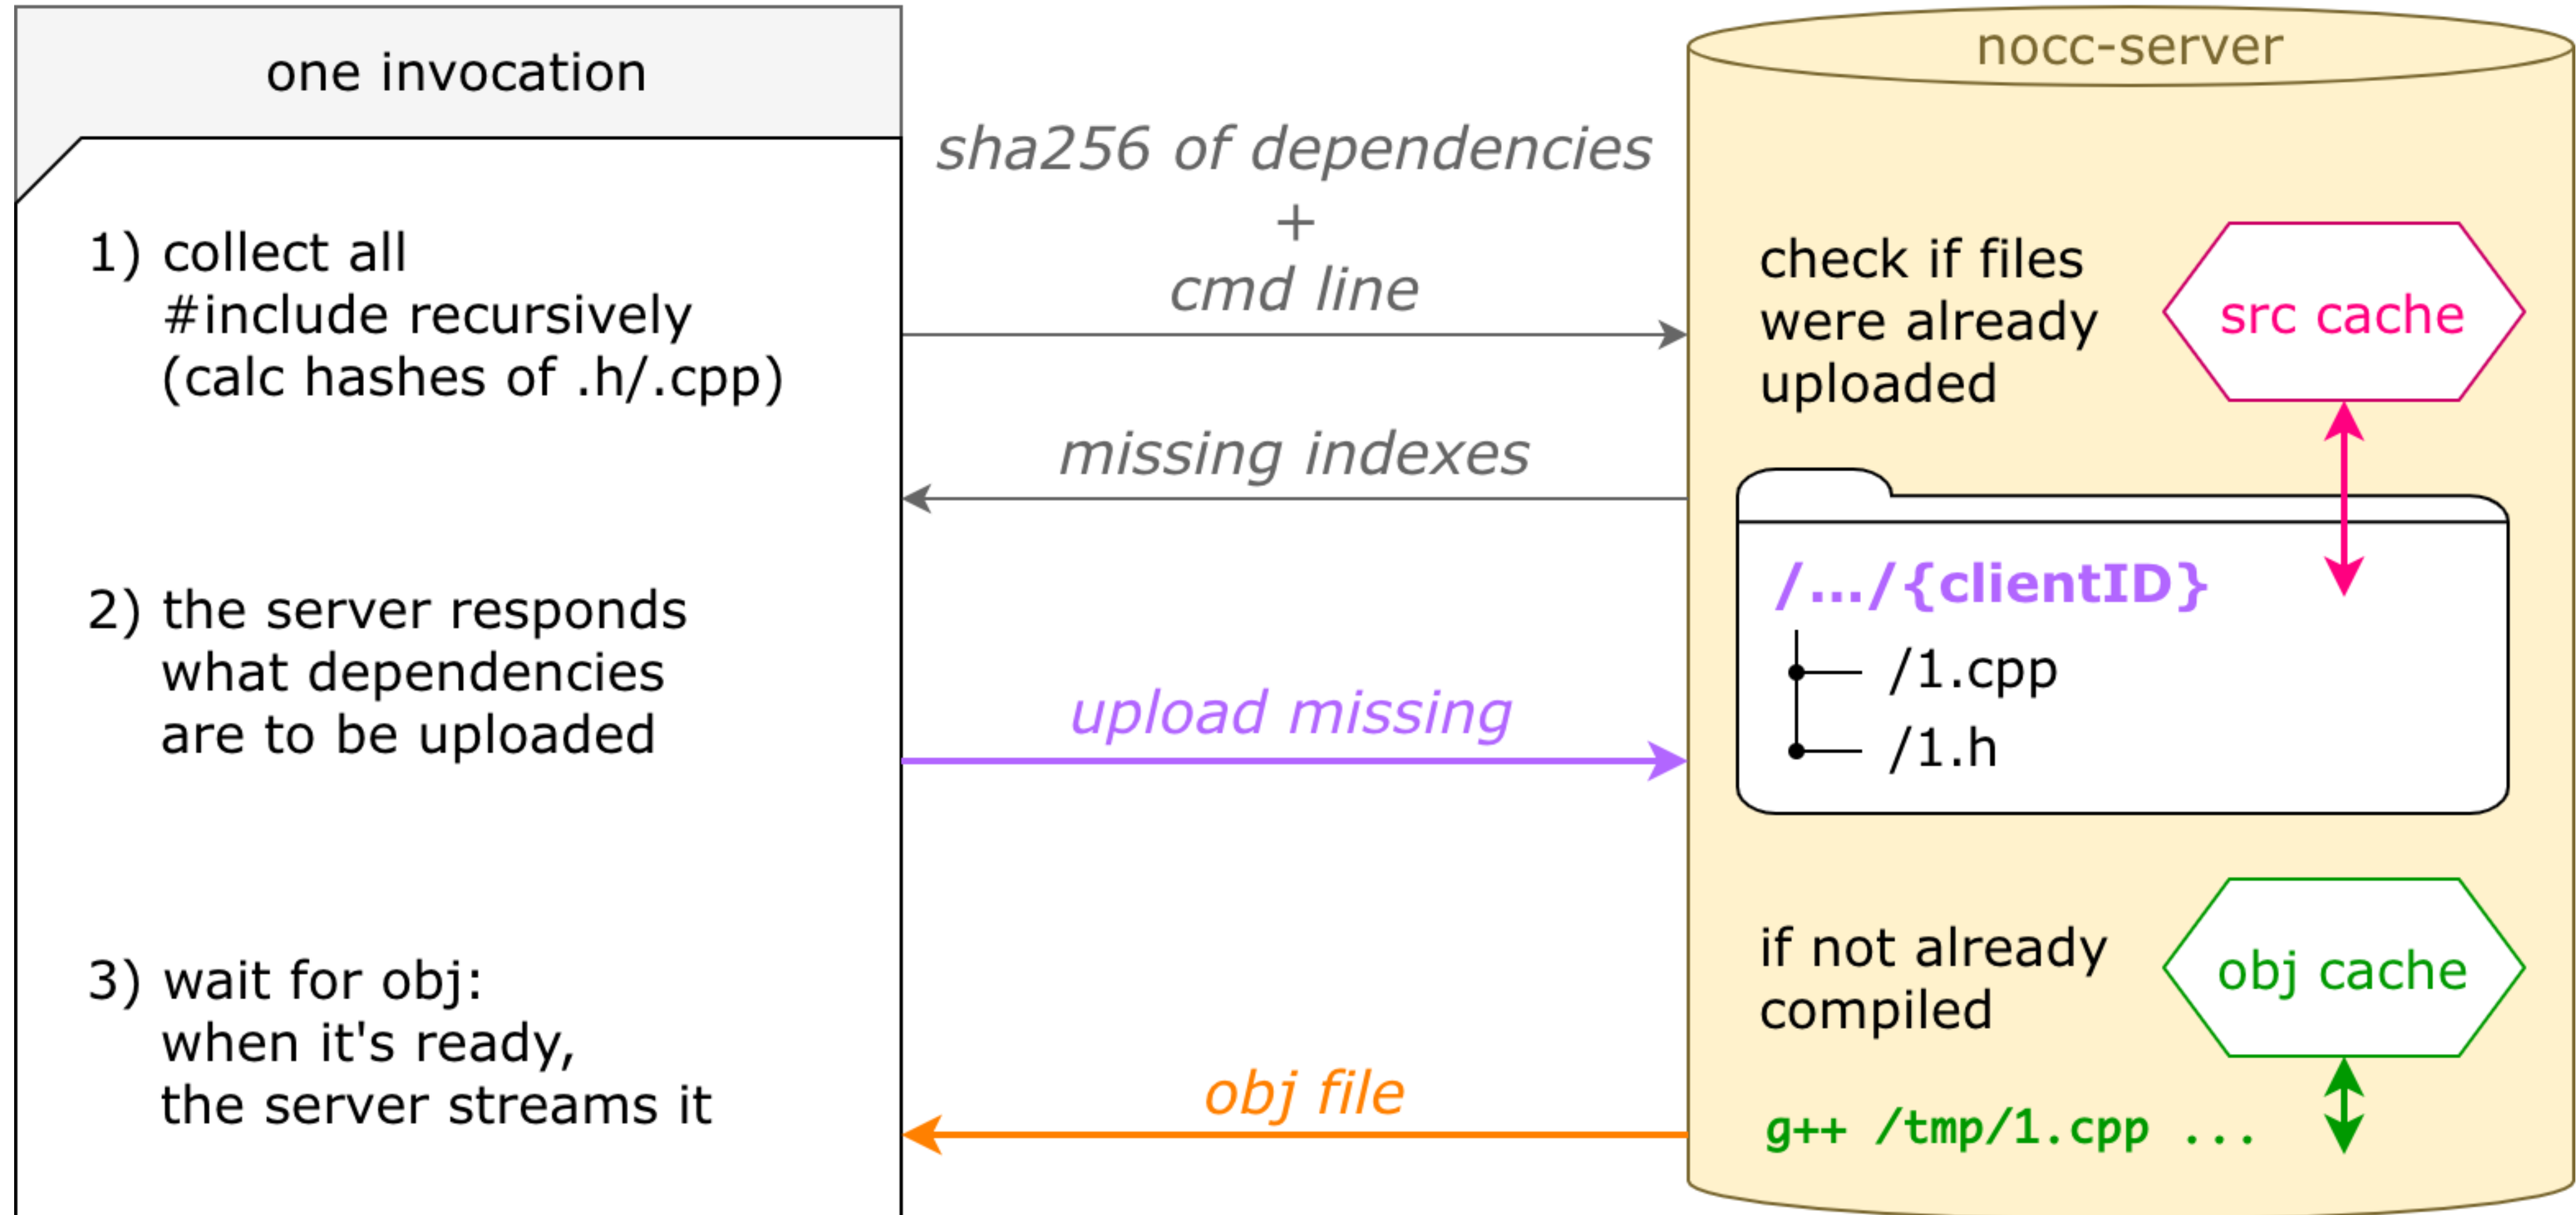 one invocation
1) collect all
#include recursively
(calc hashes of .h/.cpp)
2) the server responds
what dependencies
are to be uploaded
3) wait for obj:
when it's ready,
the server streams it
sha256 of dependencies
+
cmd line
missing indexes
upload missing
obj file
nocc-server
check if files
were already
uploaded
src cache
/.../{clientID}
/1.cpp
/1.h
if not already
compiled
obj cache
g++ /tmp/1.cpp ...